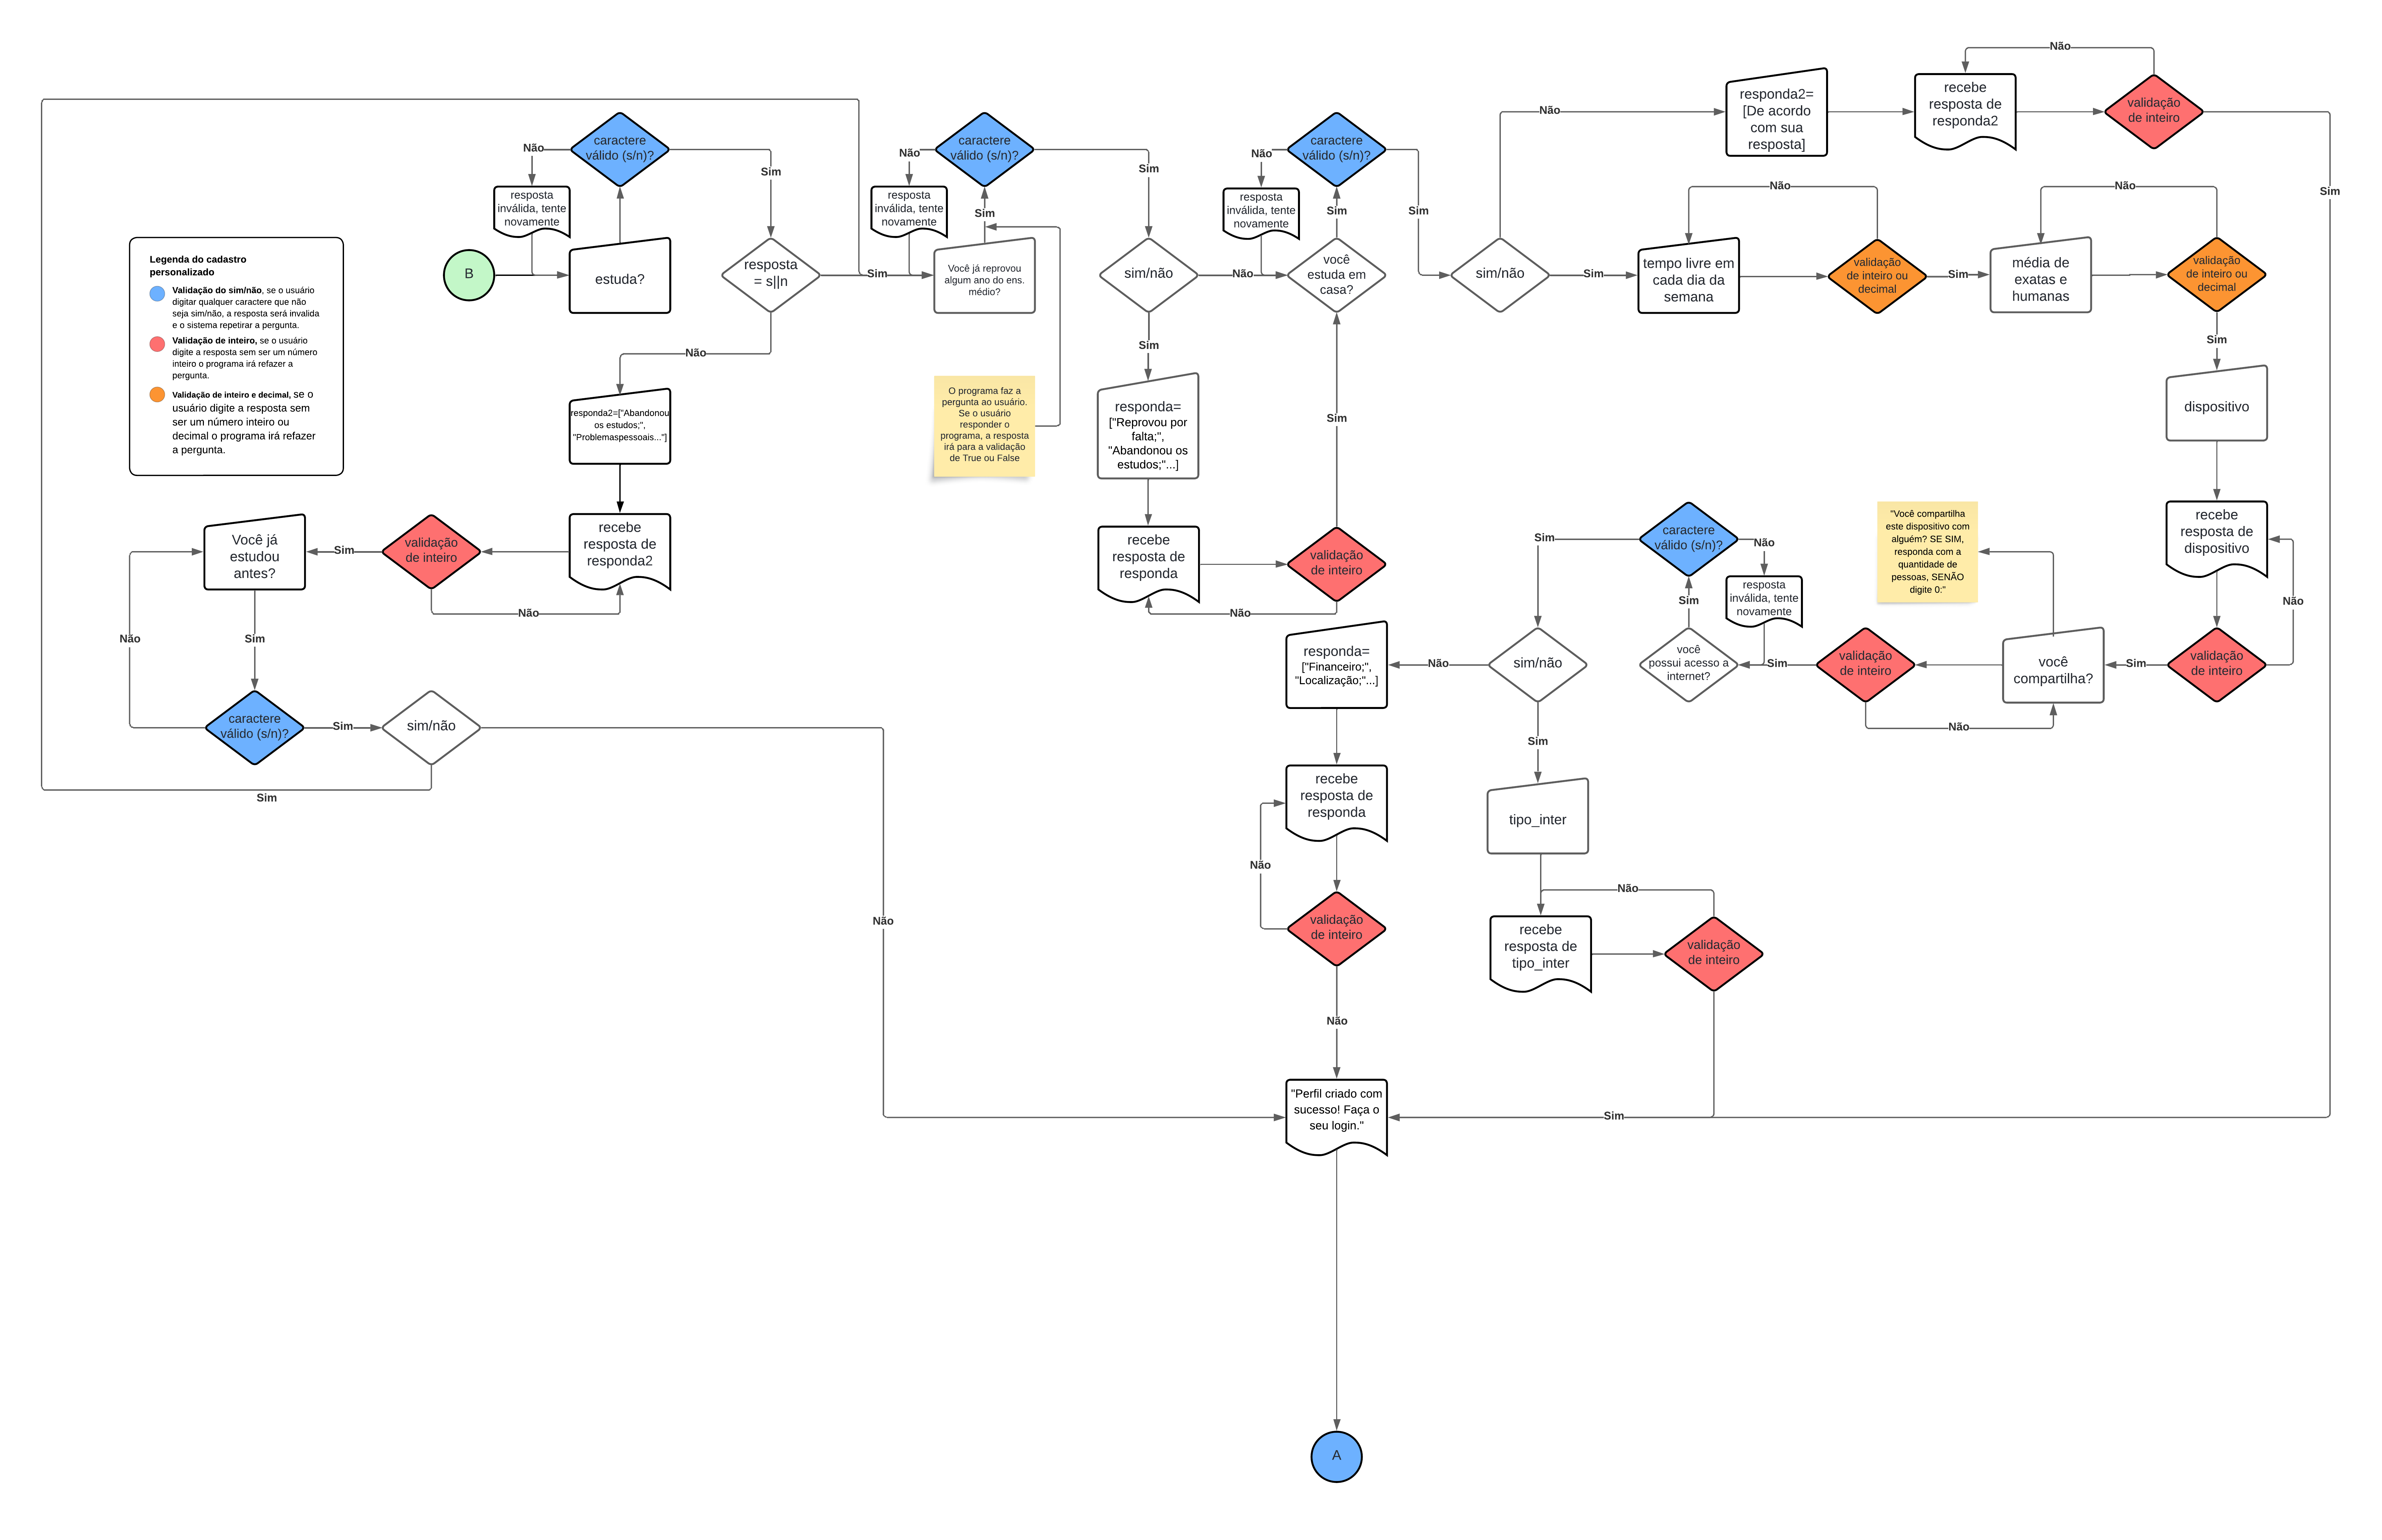 Não
recebe
resposta de
responda2
validação
de inteiro
responda2=
[De acordo
com sua
resposta]
Não
Sim
caractere
válido (s/n)?
Não
resposta
inválida, tente
novamente
Sim
B
estuda?
resposta
= s||n
Sim
Não
caractere
válido (s/n)?
Não
resposta
inválida, tente
novamente
Sim
Sim
Você já reprovou
algum ano do ens.
médio?
sim/não
Não
Sim
caractere
válido (s/n)?
Não
resposta
inválida, tente
novamente
Sim
Sim
você
estuda em
casa?
sim/não
Sim
Não
tempo livre em
cada dia da
semana
validação
de inteiro ou
decimal
Sim
Não
média de
exatas e
humanas
validação
de inteiro ou
decimal
Sim
Legenda do cadastro
personalizado
Validação do sim/não, se o usuário
digitar qualquer caractere que não
seja sim/não, a resposta será invalida
e o sistema repetirar a pergunta.
Validação de inteiro, se o usuário
digite a resposta sem ser um número
inteiro o programa irá refazer a
pergunta.
Validação de inteiro e decimal, se o
usuário digite a resposta sem
ser um número inteiro ou
decimal o programa irá refazer
a pergunta.
responda2=["Abandonou
os estudos;",
"Problemaspessoais..."]
O programa faz a
pergunta ao usuário.
Se o usuário
responder o
programa, a resposta
irá para a validação
de True ou False
responda=
["Reprovou por
falta;",
"Abandonou os
estudos;"...]
Sim
dispositivo
Você já
estudou
antes?
Sim
validação
de inteiro
recebe
resposta de
responda2
Não
recebe
resposta de
responda
validação
de inteiro
Não
Sim
caractere
válido (s/n)?
Não
resposta
inválida, tente
novamente
Sim
"Você compartilha
este dispositivo com
alguém? SE SIM,
responda com a
quantidade de
pessoas, SENÃO
digite 0:"
recebe
resposta de
dispositivo
Não
Não
Sim
responda=
["Financeiro;",
"Localização;"...]
Não
sim/não
você
possui acesso a
internet?
Sim
validação
de inteiro
você
compartilha?
Sim
validação
de inteiro
Não
caractere
válido (s/n)?
Sim
sim/não
Sim
Sim
recebe
resposta de
responda
tipo_inter
Não
Não
Não
validação
de inteiro
recebe
resposta de
tipo_inter
validação
de inteiro
Não
"Perfil criado com
sucesso! Faça o
seu login."
Sim
A